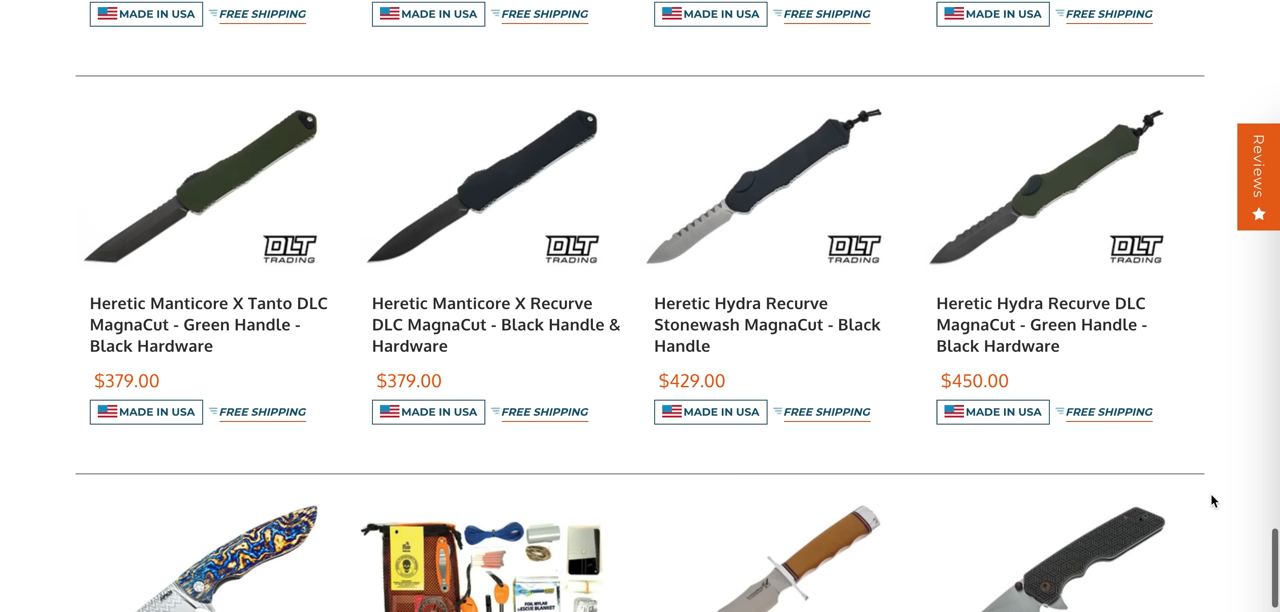 MADE IN USA FREE SHIPPING MADE IN USA FREE SHIPPING MADE IN USA FREE SHIPPING MADE IN USA FREE SHIPPING
Reviews
DLT
TRADING
DLT
TRADING
DLT
TRADING
DLT
TRADING
Heretic Manticore X Tanto DLC
MagnaCut - Green Handle -
Black Hardware
$379.00
MADE IN USA FREE SHIPPING
Heretic Manticore X Recurve
DLC MagnaCut - Black Handle &
Hardware
$379.00
MADE IN USA FREE SHIPPING
Heretic Hydra Recurve
Stonewash MagnaCut - Black
Handle
$429.00
MADE IN USA FREE SHIPPING
Heretic Hydra Recurve DLC
MagnaCut - Green Handle -
Black Hardware
$450.00
MADE IN USA FREE SHIPPING
FOIL MYLAR
RESCUE BLANKET